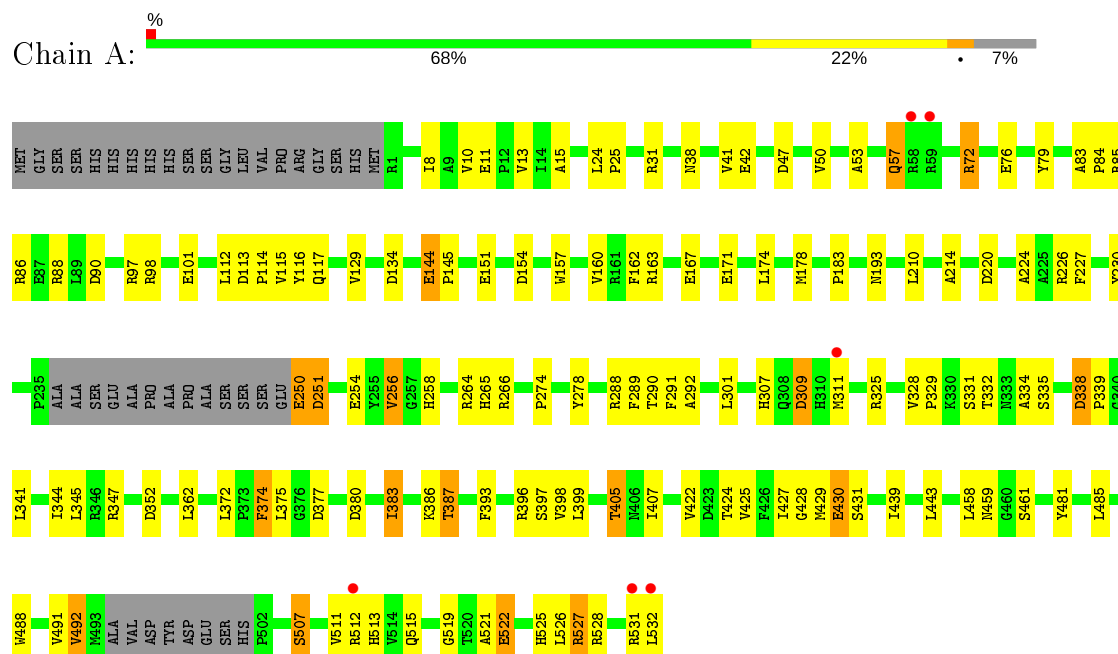 %
Chain A:
68% 22% • 7%
MET GLY SER SER HIS HIS HIS HIS HIS HIS SER SER GLY LEU VAL PRO ARG GLY SER HIS MET R1 I8 A9 V10 E11 P12 V13 I14 A15 L24 P25 R31 N38 V41 E42 D47 V50 A53 Q57 R58 R59 R72 E76 Y79 A83 P84 R85
R86 E87 R88 L89 D90 R97 R98 E101 L112 D113 P114 V115 Y116 Q117 V129 D134 E144 P145 E151 D154 W157 V160 R161 F162 R163 E167 E171 L174 M178 P183 N193 L210 A214 D220 A224 A225 R226 F227 Y230
P235 ALA ALA SER GLU ALA PRO ALA PRO ALA SER SER SER GLU E250 D251 E254 Y255 V256 G257 H258 R264 H265 R266 P274 Y278 R288 F289 T290 F291 A292 L301 H307 Q308 D309 H310 M311 R325 V328 P329 K330 S331 T332 N333 A334 S335 D338 P339 G340
L341 I344 L345 R346 R347 D352 L362 L372 P373 F374 L375 G376 D377 D380 I383 K386 T387 F393 R396 S397 V398 L399 T405 N406 I407 V422 D423 T424 V425 F426 I427 G428 M429 E430 S431 I439 L443 L458 N459 G460 S461 Y481 L485
W488 V491 V492 M493 ALA VAL ASP TYR ASP GLU SER HIS P502 S507 V511 R512 H513 V514 Q515 G519 T520 A521 E522 H525 L526 R527 R528 R531 L532